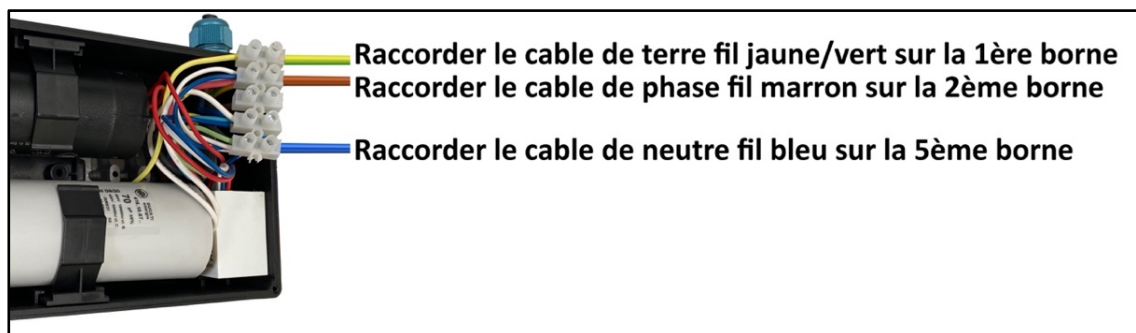 Raccorder le cable de terre fil jaune/vert sur la 1ère borne
Raccorder le cable de phase fil marron sur la 2ème borne
Raccorder le cable de neutre fil bleu sur la 5ème borne
70